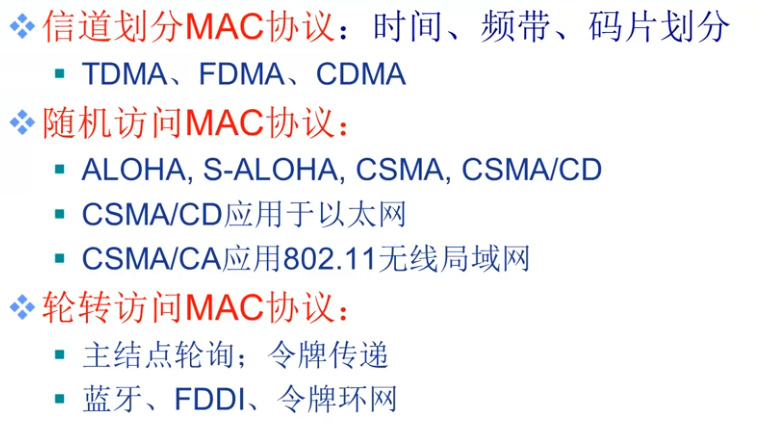 信道划分MAC协议：时间、频带、码片划分
TDMA、FDMA、CDMA
随机访问MAC协议：
ALOHA, S-ALOHA, CSMA, CSMA/CD
CSMA/CD应用于以太网
CSMA/CA应用802.11无线局域网
轮转访问MAC协议：
主结点轮询；令牌传递
蓝牙、FDDI、令牌环网